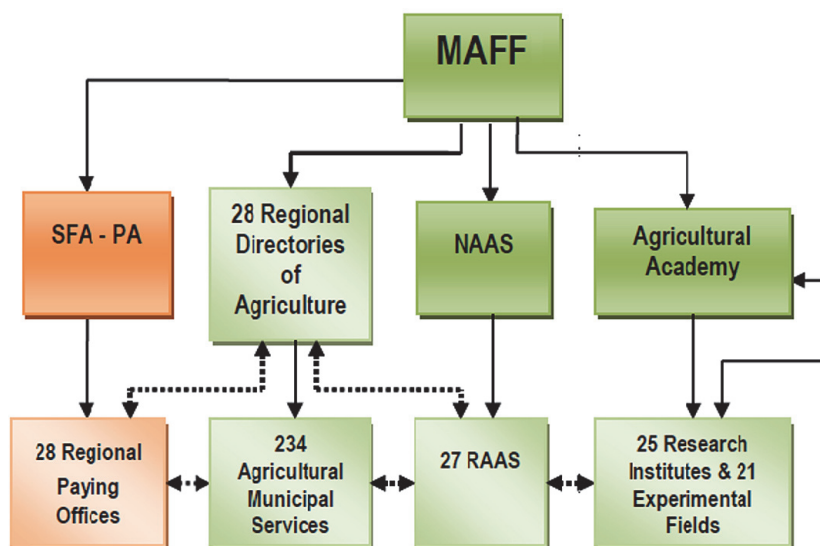 MAFF
SFA - PA
28 Regional
Directories
of
Agriculture
NAAS
Agricultural
Academy
28 Regional
Paying
Offices
234
Agricultural
Municipal
Services
27 RAAS
25 Research
Institutes & 21
Experimental
Fields